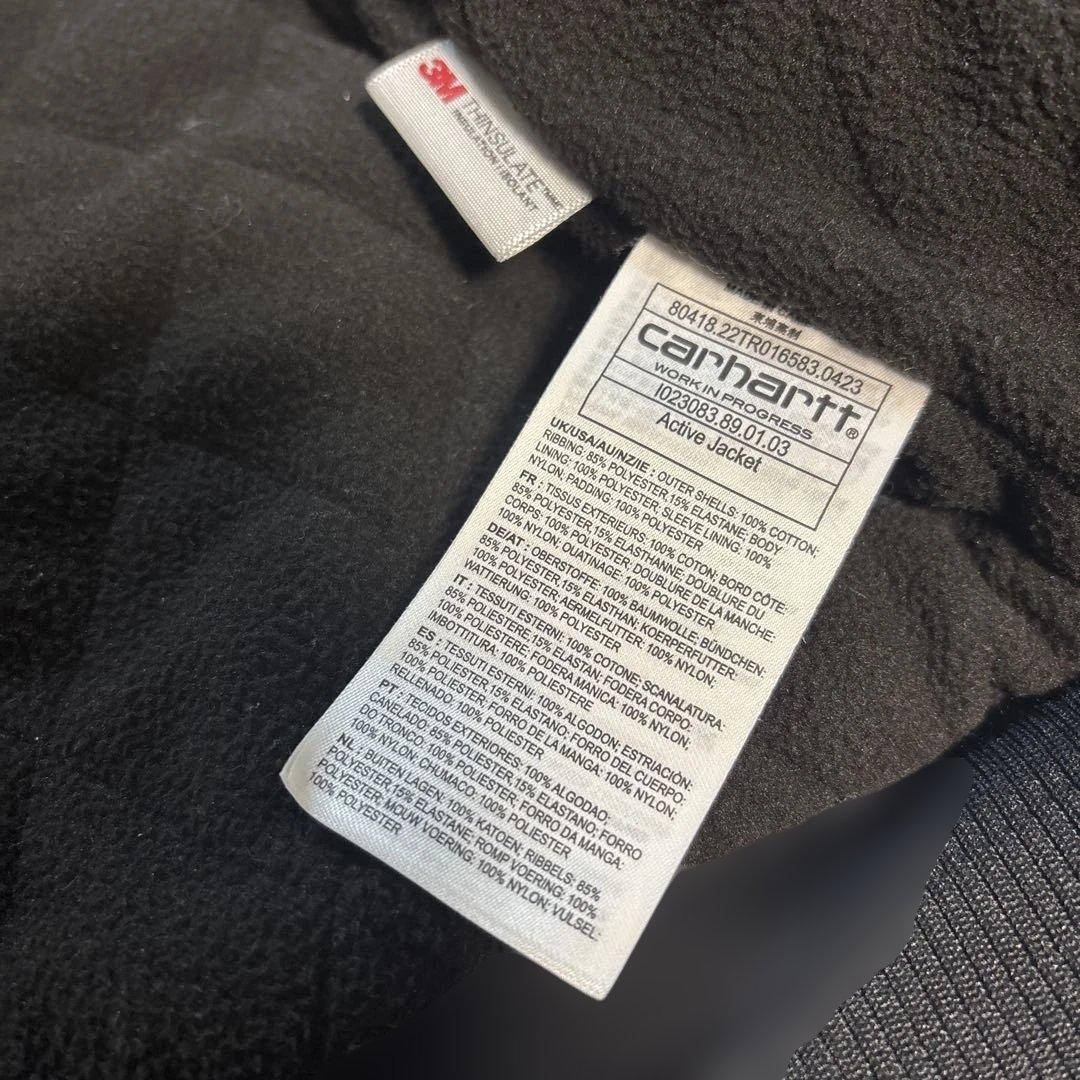 3M THINSULATE™
INSULATION / ISOLANT
80418.22TR016583.0423
carhartt®
WORK IN PROGRESS
I023083.89.01.03
Active Jacket
UK/USA/AU/NZ/IE : OUTER SHELLS: 100% COTTON;
RIBBING: 85% POLYESTER,15% ELASTANE; BODY
LINING: 100% POLYESTER; SLEEVE LINING: 100%
NYLON, PADDING: 100% POLYESTER
FR : TISSUS EXTERIEURS: 100% COTON; BORD CÔTE:
85% POLYESTER,15% ELASTHANNE; DOUBLURE DU
CORPS: 100% POLYESTER; DOUBLURE DE LA MANCHE:
100% NYLON; OUATINAGE: 100% POLYESTER
DE/AT : OBERSTOFFE: 100% BAUMWOLLE; BÜNDCHEN:
85% POLYESTER,15% ELASTHAN; KOERPERFUTTER:
100% POLYESTER, AERMELFUTTER: 100% NYLON;
WATTIERUNG: 100% POLYESTER
IT : TESSUTI ESTERNI: 100% COTONE; SCANALATURA:
85% POLIESTERE,15% ELASTAN; FODERA CORPO:
100% POLIESTERE, FODERA MANICA: 100% NYLON;
IMBOTTITURA: 100% POLIESTERE
ES : TESSUTI ESTERNI: 100% ALGODON; ESTRIACIÓN:
85% POLIESTER,15% ELASTANO; FORRO DEL CUERPO:
100% POLIESTER, FORRO DE LA MANGA: 100% NYLON;
RELLENADO: 100% POLIESTER
PT : TECIDOS EXTERIORES: 100% ALGODAO;
CANELADO: 85% POLIESTER,15% ELASTANO; FORRO
DO TRONCO: 100% POLIESTER; FORRO DA MANGA:
100% NYLON; CHUMACO: 100% POLIESTER
NL : BUITEN LAGEN: 100% KATOEN; RIBBELS: 85%
POLYESTER,15% ELASTANE; ROMP VOERING: 100%
POLYESTER; MOUW VOERING: 100% NYLON; VULSEL:
100% POLYESTER